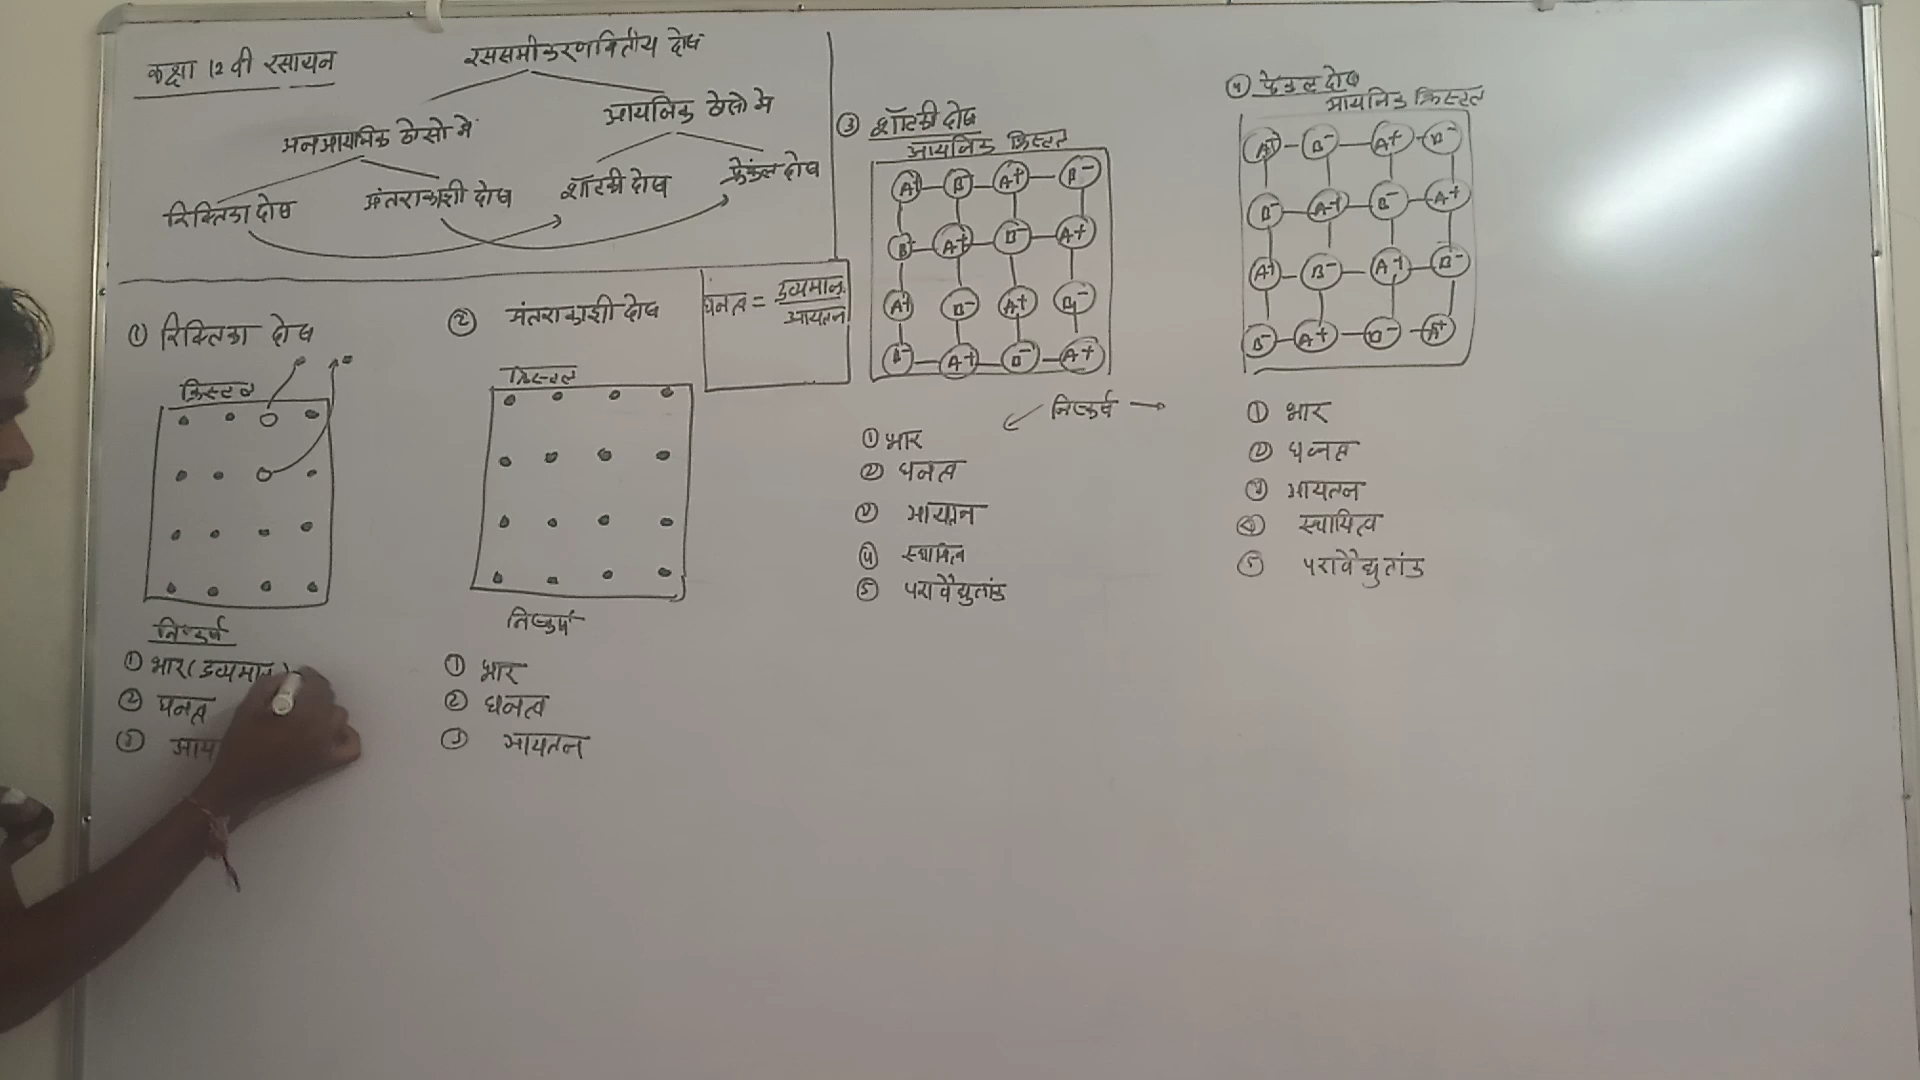 कक्षा 12 वी रसायन
रससमीकरणमितीय दोष
अनआयनिक ठोसो में
आयनिक ठोसो में
रिक्तिका दोष
अंतराकाशी दोष
शॉटकी दोष
फ्रेंकल दोष
① रिक्तिका दोष
क्रिस्टल
निष्कर्ष
① भार (द्रव्यमान)
② घनत्व
③ आय
② अंतराकाशी दोष
क्रिस्टल
निष्कर्ष
① भार
② घनत्व
③ आयतन
घनत्व = द्रव्यमान
आयतन
③ शॉटकी दोष
आयनिक क्रिस्टल
A+ B- A+ B-
B- A+ B- A+
A+ B- A+ B-
B- A+ B- A+
निष्कर्ष
① भार
② घनत्व
③ आयतन
④ स्थायित्व
⑤ परावैद्युतांक
④ फ्रेंकल दोष
आयनिक क्रिस्टल
A+ B- A+ B-
B- A+ B- A+
A+ B- A+ B-
B- A+ B- A+
① भार
② घनत्व
③ आयतन
④ स्थायित्व
⑤ परावैद्युतांक